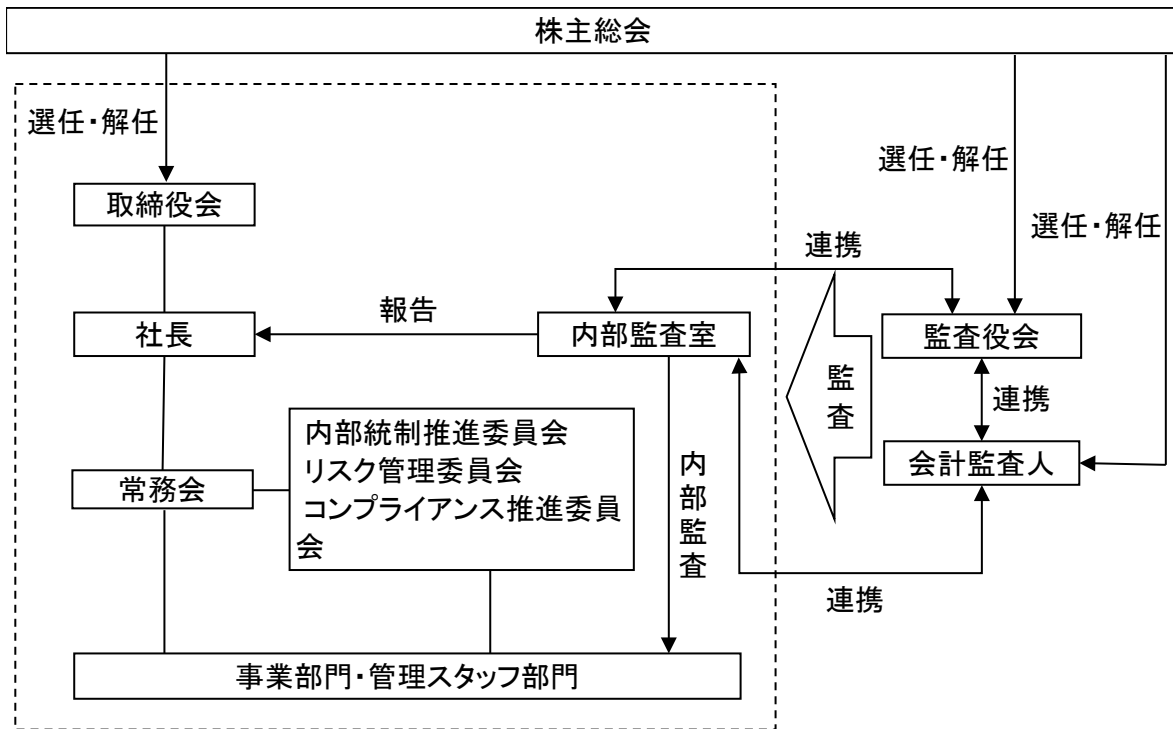 株主総会
選任・解任
選任・解任
選任・解任
取締役会
連携
社長
報告
内部監査室
監査役会
監査
連携
内部統制推進委員会
リスク管理委員会
コンプライアンス推進委員
会
内部監査
会計監査人
常務会
連携
事業部門・管理スタッフ部門